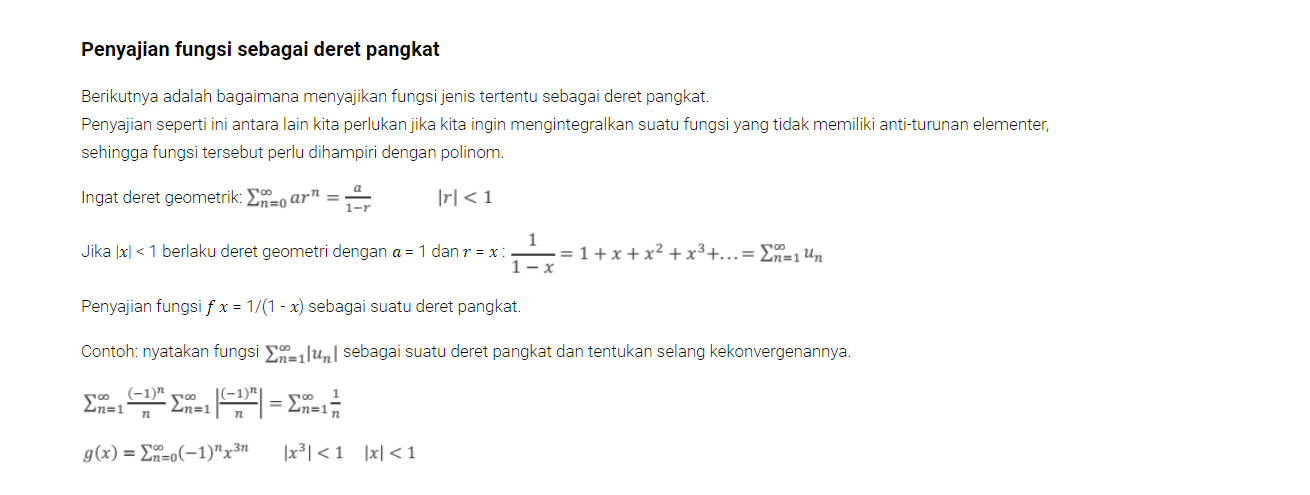 Penyajian fungsi sebagai deret pangkat
Berikutnya adalah bagaimana menyajikan fungsi jenis tertentu sebagai deret pangkat.
Penyajian seperti ini antara lain kita perlukan jika kita ingin mengintegralkan suatu fungsi yang tidak memiliki anti-turunan elementer,
sehingga fungsi tersebut perlu dihampiri dengan polinom.
Ingat deret geometrik: $\sum_{n=0}^{\infty} ar^n = \frac{a}{1-r}$ $|r| < 1$
Jika |x| < 1 berlaku deret geometri dengan a = 1 dan r = x : $\frac{1}{1-x} = 1 + x + x^2 + x^3 + \ldots = \sum_{n=1}^{\infty} u_n$
Penyajian fungsi f x = 1/(1 - x) sebagai suatu deret pangkat.
Contoh: nyatakan fungsi $\sum_{n=1}^{\infty} |u_n|$ sebagai suatu deret pangkat dan tentukan selang kekonvergenannya.
$\sum_{n=1}^{\infty} \frac{(-1)^n}{n} \sum_{n=1}^{\infty} \left|\frac{(-1)^n}{n}\right| = \sum_{n=1}^{\infty} \frac{1}{n}$
$g(x) = \sum_{n=0}^{\infty} (-1)^n x^{3n}$ $|x^3| < 1$ $|x| < 1$